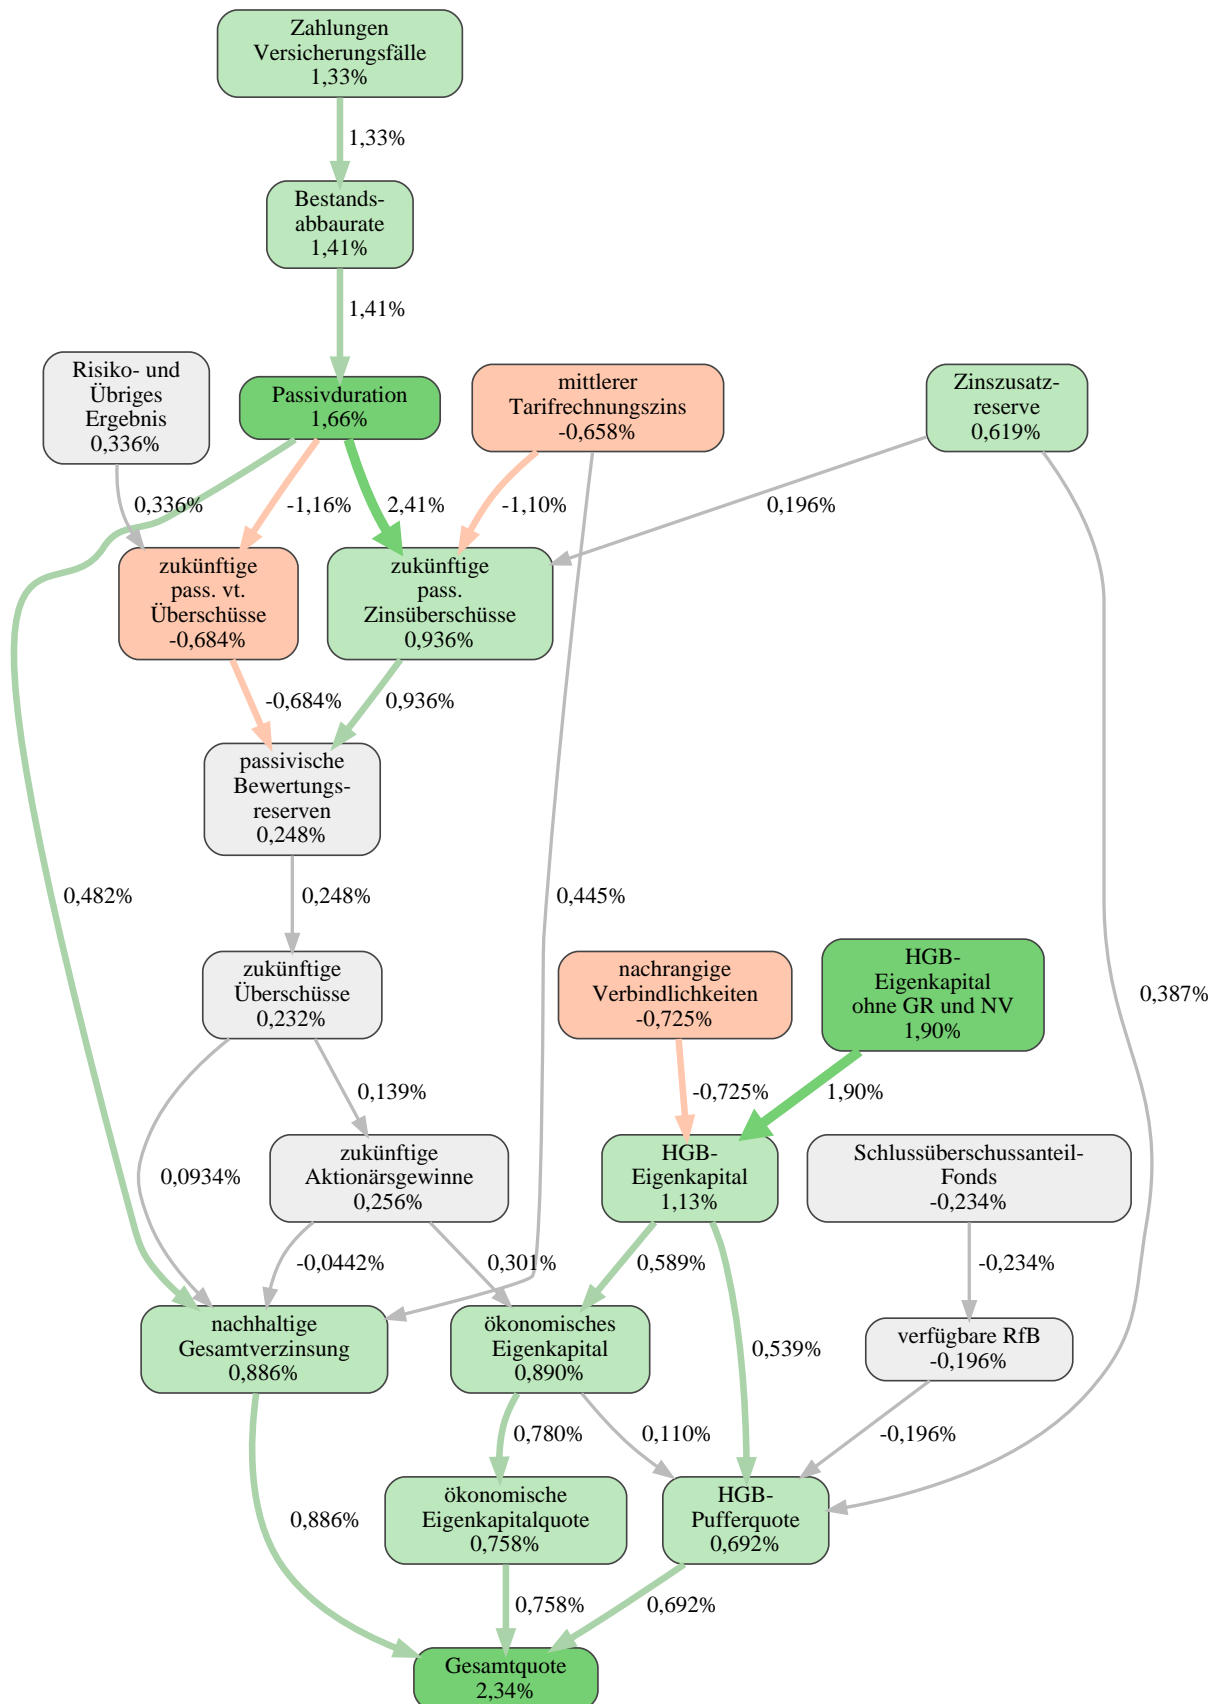 Zahlungen
Versicherungsfälle
1,33%
1,33%
Bestands-
abbaurate
1,41%
1,41%
Risiko- und
Übriges
Ergebnis
0,336%
Passivduration
1,66%
mittlerer
Tarifrechnungszins
-0,658%
Zinszusatz-
reserve
0,619%
0,336%
-1,16%
2,41%
-1,10%
0,196%
zukünftige
pass. vt.
Überschüsse
-0,684%
zukünftige
pass.
Zinsüberschüsse
0,936%
-0,684%
0,936%
passivische
Bewertungs-
reserven
0,248%
0,482%
0,248%
0,445%
0,387%
zukünftige
Überschüsse
0,232%
nachrangige
Verbindlichkeiten
-0,725%
HGB-
Eigenkapital
ohne GR und NV
1,90%
0,139%
-0,725%
1,90%
0,0934%
zukünftige
Aktionärsgewinne
0,256%
HGB-
Eigenkapital
1,13%
Schlussüberschussanteil-
Fonds
-0,234%
-0,0442%
0,301%
0,589%
-0,234%
nachhaltige
Gesamtverzinsung
0,886%
ökonomisches
Eigenkapital
0,890%
0,539%
verfügbare RfB
-0,196%
0,780%
0,110%
-0,196%
0,886%
ökonomische
Eigenkapitalquote
0,758%
HGB-
Pufferquote
0,692%
0,758%
0,692%
Gesamtquote
2,34%